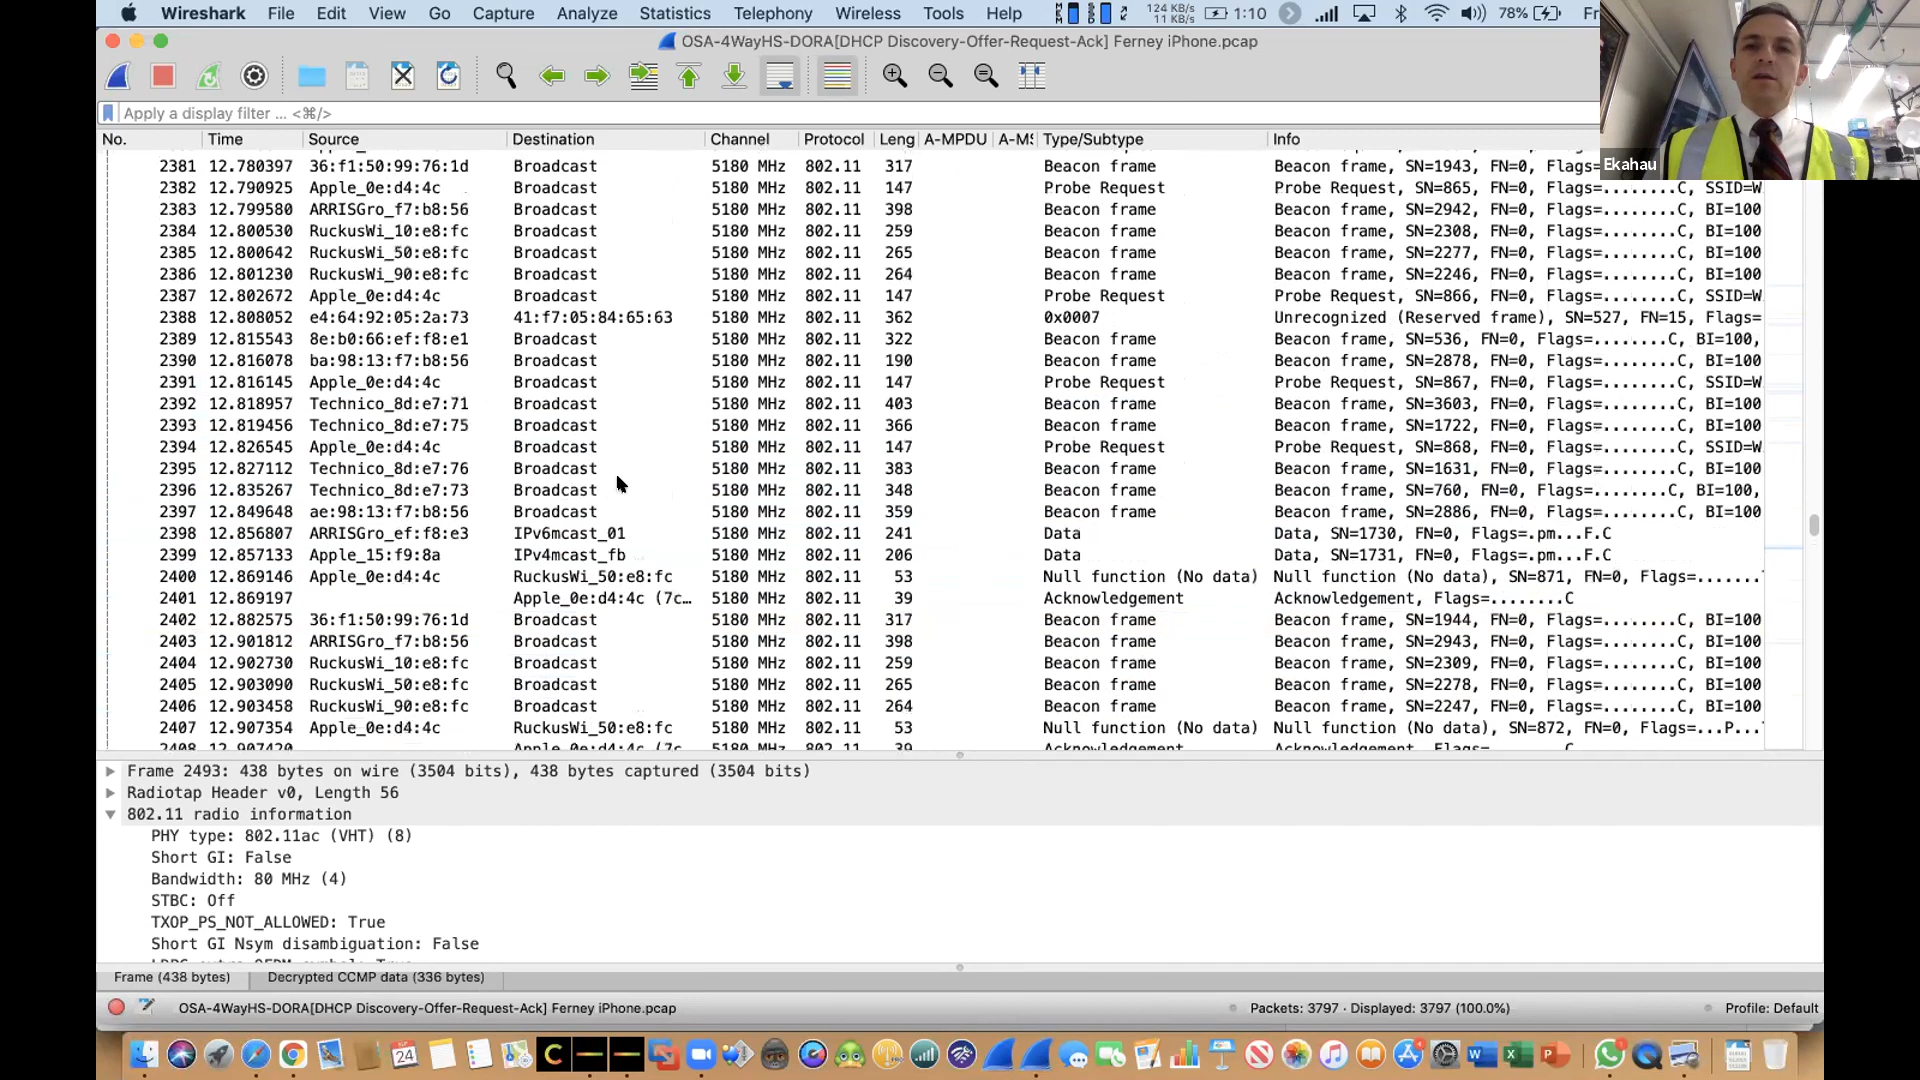 Wireshark File Edit View Go Capture Analyze Statistics Telephony Wireless Tools Help 124 KB/s 11 KB/s 1:10 78% Fr
OSA-4WayHS-DORA[DHCP Discovery-Offer-Request-Ack] Ferney iPhone.pcap
Apply a display filter ... <⌘/>
No. Time Source Destination Channel Protocol Leng A-MPDU A-MS Type/Subtype Info
Ekahau
2381 12.780397 36:f1:50:99:76:1d Broadcast 5180 MHz 802.11 317 Beacon frame Beacon frame, SN=1943, FN=0, Flags=
2382 12.790925 Apple_0e:d4:4c Broadcast 5180 MHz 802.11 147 Probe Request Probe Request, SN=865, FN=0, Flags=........C, SSID=W
2383 12.799580 ARRISGro_f7:b8:56 Broadcast 5180 MHz 802.11 398 Beacon frame Beacon frame, SN=2942, FN=0, Flags=........C, BI=100
2384 12.800530 RuckusWi_10:e8:fc Broadcast 5180 MHz 802.11 259 Beacon frame Beacon frame, SN=2308, FN=0, Flags=........C, BI=100
2385 12.800642 RuckusWi_50:e8:fc Broadcast 5180 MHz 802.11 265 Beacon frame Beacon frame, SN=2277, FN=0, Flags=........C, BI=100
2386 12.801230 RuckusWi_90:e8:fc Broadcast 5180 MHz 802.11 264 Beacon frame Beacon frame, SN=2246, FN=0, Flags=........C, BI=100
2387 12.802672 Apple_0e:d4:4c Broadcast 5180 MHz 802.11 147 Probe Request Probe Request, SN=866, FN=0, Flags=........C, SSID=W
2388 12.808052 e4:64:92:05:2a:73 41:f7:05:84:65:63 5180 MHz 802.11 362 0x0007 Unrecognized (Reserved frame), SN=527, FN=15, Flags=
2389 12.815543 8e:b0:66:ef:f8:e1 Broadcast 5180 MHz 802.11 322 Beacon frame Beacon frame, SN=536, FN=0, Flags=........C, BI=100,
2390 12.816078 ba:98:13:f7:b8:56 Broadcast 5180 MHz 802.11 190 Beacon frame Beacon frame, SN=2878, FN=0, Flags=........C, BI=100
2391 12.816145 Apple_0e:d4:4c Broadcast 5180 MHz 802.11 147 Probe Request Probe Request, SN=867, FN=0, Flags=........C, SSID=W
2392 12.818957 Technico_8d:e7:71 Broadcast 5180 MHz 802.11 403 Beacon frame Beacon frame, SN=3603, FN=0, Flags=........C, BI=100
2393 12.819456 Technico_8d:e7:75 Broadcast 5180 MHz 802.11 366 Beacon frame Beacon frame, SN=1722, FN=0, Flags=........C, BI=100
2394 12.826545 Apple_0e:d4:4c Broadcast 5180 MHz 802.11 147 Probe Request Probe Request, SN=868, FN=0, Flags=........C, SSID=W
2395 12.827112 Technico_8d:e7:76 Broadcast 5180 MHz 802.11 383 Beacon frame Beacon frame, SN=1631, FN=0, Flags=........C, BI=100
2396 12.835267 Technico_8d:e7:73 Broadcast 5180 MHz 802.11 348 Beacon frame Beacon frame, SN=760, FN=0, Flags=........C, BI=100,
2397 12.849648 ae:98:13:f7:b8:56 Broadcast 5180 MHz 802.11 359 Beacon frame Beacon frame, SN=2886, FN=0, Flags=........C, BI=100
2398 12.856807 ARRISGro_ef:f8:e3 IPv6mcast_01 5180 MHz 802.11 241 Data Data, SN=1730, FN=0, Flags=.pm...F.C
2399 12.857133 Apple_15:f9:8a IPv4mcast_fb 5180 MHz 802.11 206 Data Data, SN=1731, FN=0, Flags=.pm...F.C
2400 12.869146 Apple_0e:d4:4c RuckusWi_50:e8:fc 5180 MHz 802.11 53 Null function (No data) Null function (No data), SN=871, FN=0, Flags=.......
2401 12.869197 Apple_0e:d4:4c (7c… 5180 MHz 802.11 39 Acknowledgement Acknowledgement, Flags=........C
2402 12.882575 36:f1:50:99:76:1d Broadcast 5180 MHz 802.11 317 Beacon frame Beacon frame, SN=1944, FN=0, Flags=........C, BI=100
2403 12.901812 ARRISGro_f7:b8:56 Broadcast 5180 MHz 802.11 398 Beacon frame Beacon frame, SN=2943, FN=0, Flags=........C, BI=100
2404 12.902730 RuckusWi_10:e8:fc Broadcast 5180 MHz 802.11 259 Beacon frame Beacon frame, SN=2309, FN=0, Flags=........C, BI=100
2405 12.903090 RuckusWi_50:e8:fc Broadcast 5180 MHz 802.11 265 Beacon frame Beacon frame, SN=2278, FN=0, Flags=........C, BI=100
2406 12.903458 RuckusWi_90:e8:fc Broadcast 5180 MHz 802.11 264 Beacon frame Beacon frame, SN=2247, FN=0, Flags=........C, BI=100
2407 12.907354 Apple_0e:d4:4c RuckusWi_50:e8:fc 5180 MHz 802.11 53 Null function (No data) Null function (No data), SN=872, FN=0, Flags=...P...
2408 12.907420 Apple_0e:d4:4c (7c 5180 MHz 802.11 39 Acknowledgement Acknowledgement, Flags= C
Frame 2493: 438 bytes on wire (3504 bits), 438 bytes captured (3504 bits)
Radiotap Header v0, Length 56
802.11 radio information
PHY type: 802.11ac (VHT) (8)
Short GI: False
Bandwidth: 80 MHz (4)
STBC: Off
TXOP_PS_NOT_ALLOWED: True
Short GI Nsym disambiguation: False
Frame (438 bytes) Decrypted CCMP data (336 bytes)
OSA-4WayHS-DORA[DHCP Discovery-Offer-Request-Ack] Ferney iPhone.pcap Packets: 3797 · Displayed: 3797 (100.0%) Profile: Default
24